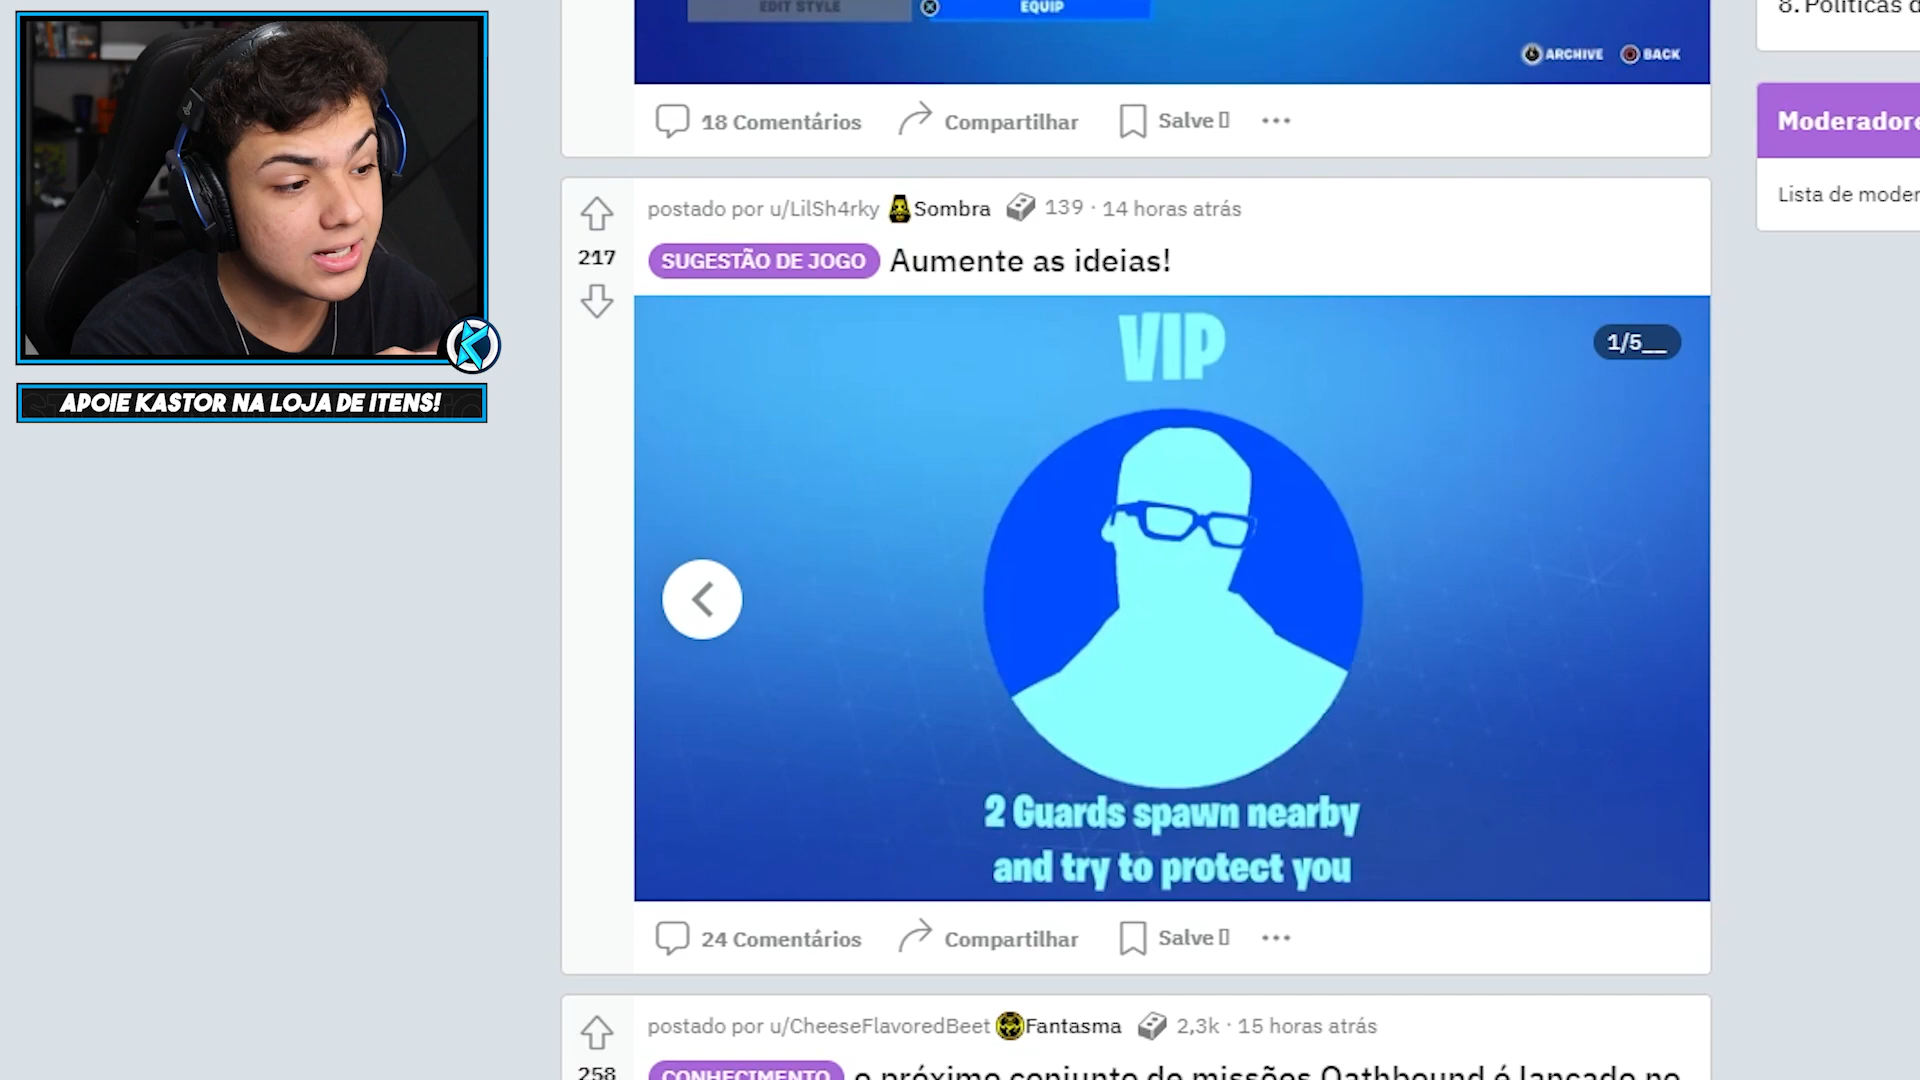 EDIT STYLE
EQUIP
ARCHIVE
BACK
8. Políticas d
18 Comentários
Compartilhar
Salve
Moderadore
Lista de moder
postado por u/LilSh4rky Sombra 139 · 14 horas atrás
217
SUGESTÃO DE JOGO Aumente as ideias!
VIP
1/5__
2 Guards spawn nearby
and try to protect you
APOIE KASTOR NA LOJA DE ITENS!
24 Comentários
Compartilhar
Salve
postado por u/CheeseFlavoredBeet Fantasma 2,3k · 15 horas atrás
258
CONHECIMENTO o próximo conjunto de missões Oathbound é lançado no